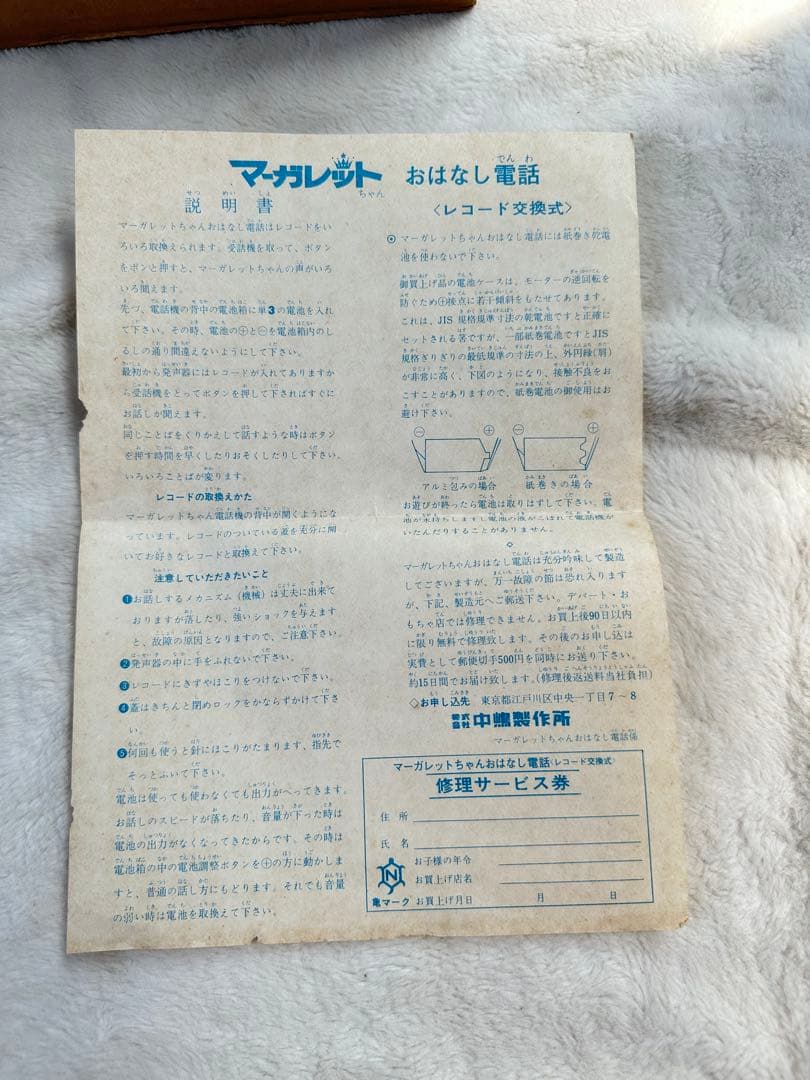 マーガレットちゃん おはなし電話
〈レコード交換式〉
説明書
マーガレットちゃんおはなし電話はレコードをい
ろいろ取換えられます。受話機を取って、ボタン
をポンと押すと、マーガレットちゃんの声がいろ
いろ聞えます。
先づ、電話機の背中の電池箱に単3の電池を入れ
て下さい。その時、電池の⊕と⊖を電池箱内のし
るしの通り間違えないようにして下さい。
最初から発声器にはレコードが入れてありますか
ら受話機をとってボタンを押して下さればすぐに
お話しが聞えます。
同じことばをくりかえして話すような時はボタン
を押す時間を早くしたりおそくしたりして下さい。
いろいろことばが変ります。
レコードの取換えかた
マーガレットちゃん電話機の背中が開くようにな
っています。レコードのついている蓋を充分に開
いてお好きなレコードと取換えて下さい。
注意していただきたいこと
❶お話しするメカニズム(機械)は丈夫に出来て
おりますが落したり、強いショックを与えます
と、故障の原因となりますので、ご注意下さい。
❷発声器の中に手をふれないで下さい。
❸レコードにきずやほこりをつけないで下さい。
❹蓋はきちんと閉めロックをかならずかけて下さ
い。
❺何回も使うと針にほこりがたまります、指先で
そっとふいて下さい。
電池は使っても使わなくても出力がへってきます。
お話しのスピードが落ちたり、音量が下った時は
電池の出力がなくなってきたからです。その時は
電池箱の中の電池調整ボタンを⊕の方に動かしま
すと、普通の話し方にもどります。それでも音量
の弱い時は電池を取換えて下さい。
⊙マーガレットちゃんおはなし電話には紙巻き乾電
池を使わないで下さい。
御買上げ品の電池ケースは、モーターの逆回転を
防ぐため⊕接点に若干傾斜をもたせてあります。
これは、JIS規格規準寸法の乾電池ですと正確に
セットされる筈ですが、一部紙巻電池ですとJIS
規格ぎりぎりの最低規準の寸法の上、外円縁(肩)
が非常に高く、下図のようになり、接触不良をお
こすことがありますので、紙巻電池の御使用はお
避け下さい。
⊖ ⊕ ⊖ ⊕
アルミ包みの場合 紙巻きの場合
お遊びが終ったら電池は取りはずして下さい。電
池が永持ちしますし電池の液がこぼれて電話機が
いたんだりすることがありません。
◇
マーガレットちゃんおはなし電話は充分吟味して製造
してございますが、万一故障の節は恐れ入ります
が、下記、製造元へご郵送下さい。デパート・お
もちゃ店では修理できません。お買上後90日以内
に限り無料で修理致します。その後のお申し込は
実費として郵便切手500円を同時にお送り下さい。
約15日間でお届け致します。(修理後返送料当社負担)
◇お申し込先 東京都江戸川区中央一丁目7〜8
株式会社 中嶋製作所
マーガレットちゃんおはなし電話係
マーガレットちゃんおはなし電話〈レコード交換式〉
修理サービス券
住所
氏名
お子様の年令
お買上げ店名
亀マーク お買上げ月日 月 日